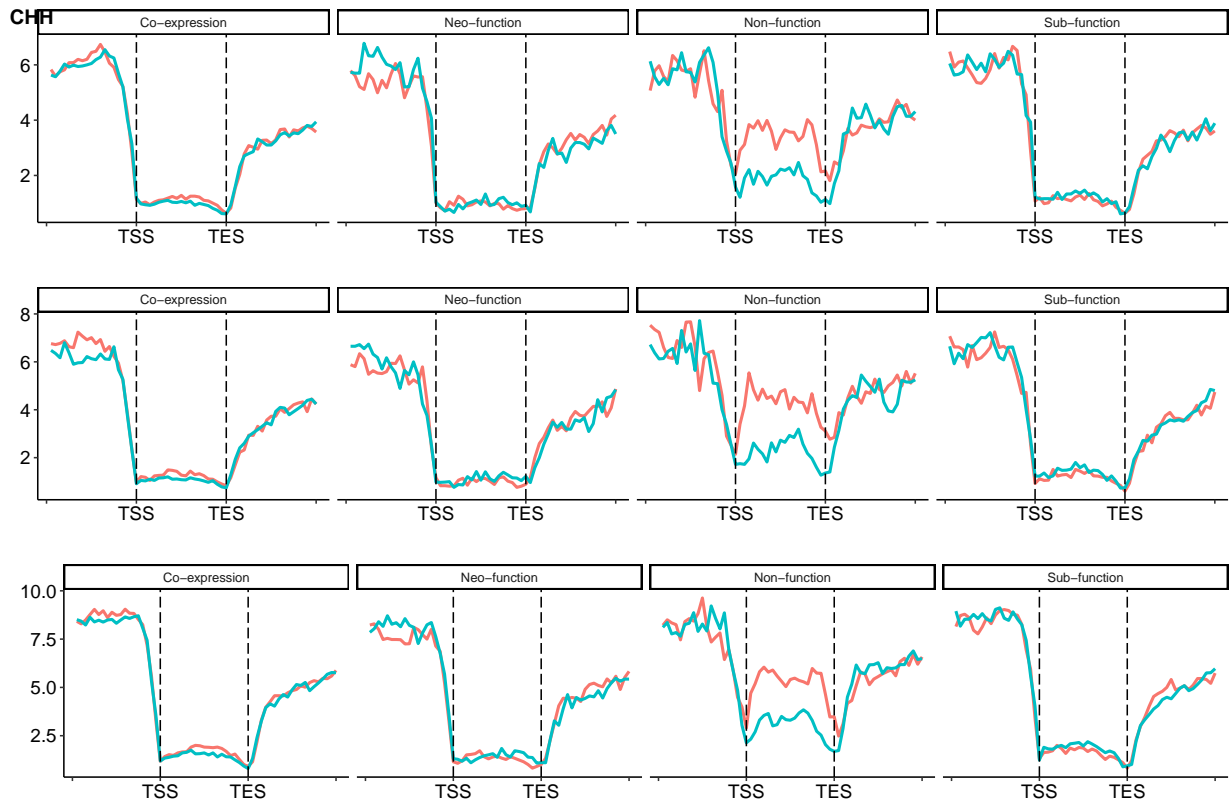 CHH
Co−expression Neo−function Non−function Sub−function
6
4
2
TSS TES TSS TES TSS TES TSS TES
Co−expression Neo−function Non−function Sub−function
8
6
4
2
TSS TES TSS TES TSS TES TSS TES
Co−expression Neo−function Non−function Sub−function
10.0
7.5
5.0
2.5
TSS TES TSS TES TSS TES TSS TES